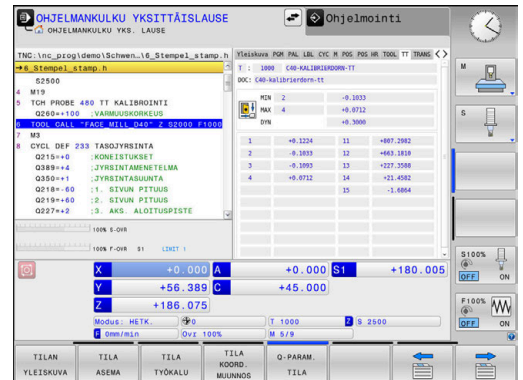 OHJELMANKULKU YKSITTÄISLAUSE
OHJELMANKULKU YKS. LAUSE
Ohjelmointi
TNC:\nc_prog\demo\Schwen…\6_Stempel_stamp.h
→6_Stempel_stamp.h
S2500
4 M19
5 TCH PROBE 480 TT KALIBROINTI
Q260=+100 ;VARMUUSKORKEUS
6 TOOL CALL "FACE_MILL_D40" Z S2000 F1000
7 M3
8 CYCL DEF 233 TASOJYRSINTA
Q215=+0 ;KONEISTUKSET
Q389=+4 ;JYRSINTAMENETELMA
Q350=+1 ;JYRSINTASUUNTA
Q218=-60 ;1. SIVUN PITUUS
Q219=+60 ;2. SIVUN PITUUS
Q227=+2 ;3. AKS. ALOITUSPISTE
100% S-OVR
100% F-OVR S1 LIMIT 1
Yleiskuva PGM PAL LBL CYC M POS POS HR TOOL TT TRANS
T : 1000 C40-KALIBRIERDORN-TT
DOC: C40-kalibrierdorn-tt
MIN 2 -0.1033
MAX 4 +0.0712
DYN +0.3000
1 +0.1224 11 +807.2982
2 -0.1033 12 +663.1810
3 -0.1093 13 +227.3588
4 +0.0712 14 +21.4582
15 -1.6864
X +0.000 A +0.000 S1 +180.005
Y +56.389 C +45.000
Z +186.075
Modus: HETK. 0 T 1000 Z S 2500
F 0mm/min Ovr 100% M 5/9
M
S
S100%
OFF ON
F100%
OFF ON
TILAN YLEISKUVA
TILA ASEMA
TILA TYÖKALU
TILA KOORD. MUUNNOS
Q-PARAM. TILA